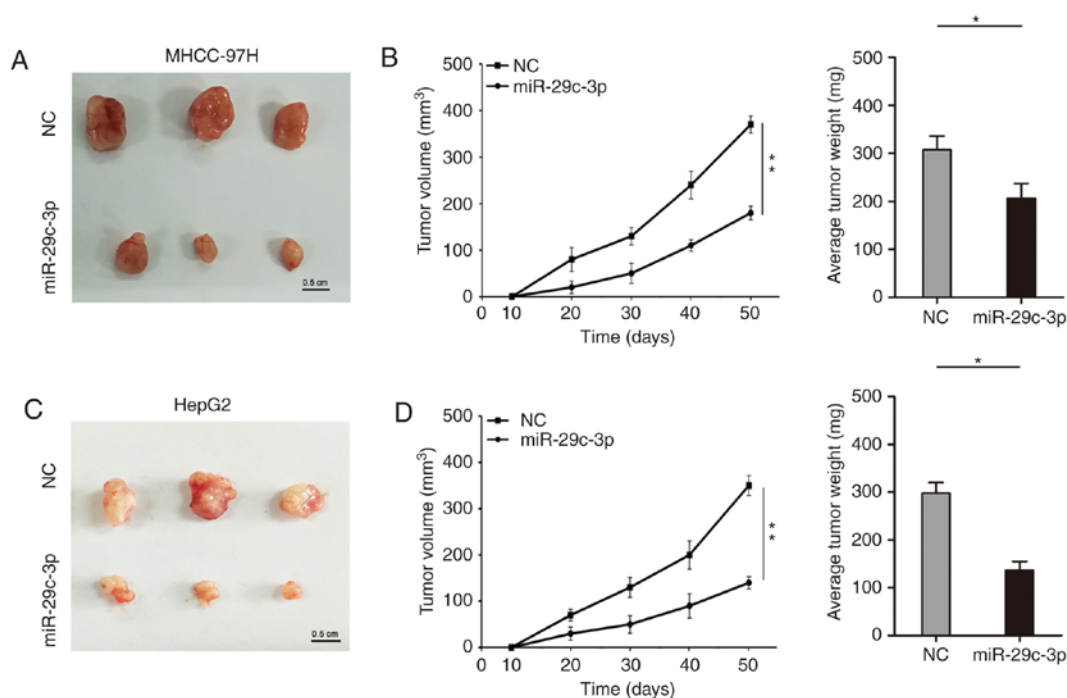 A
MHCC-97H
NC
miR-29c-3p
0.5 cm
B
NC
miR-29c-3p
Tumor volume (mm³)
500
400
300
200
100
0
0 10 20 30 40 50
Time (days)
**
*
Average tumor weight (mg)
500
400
300
200
100
0
NC miR-29c-3p
C
HepG2
NC
miR-29c-3p
0.5 cm
D
NC
miR-29c-3p
Tumor volume (mm³)
500
400
300
200
100
0
0 10 20 30 40 50
Time (days)
**
*
Average tumor weight (mg)
500
400
300
200
100
0
NC miR-29c-3p